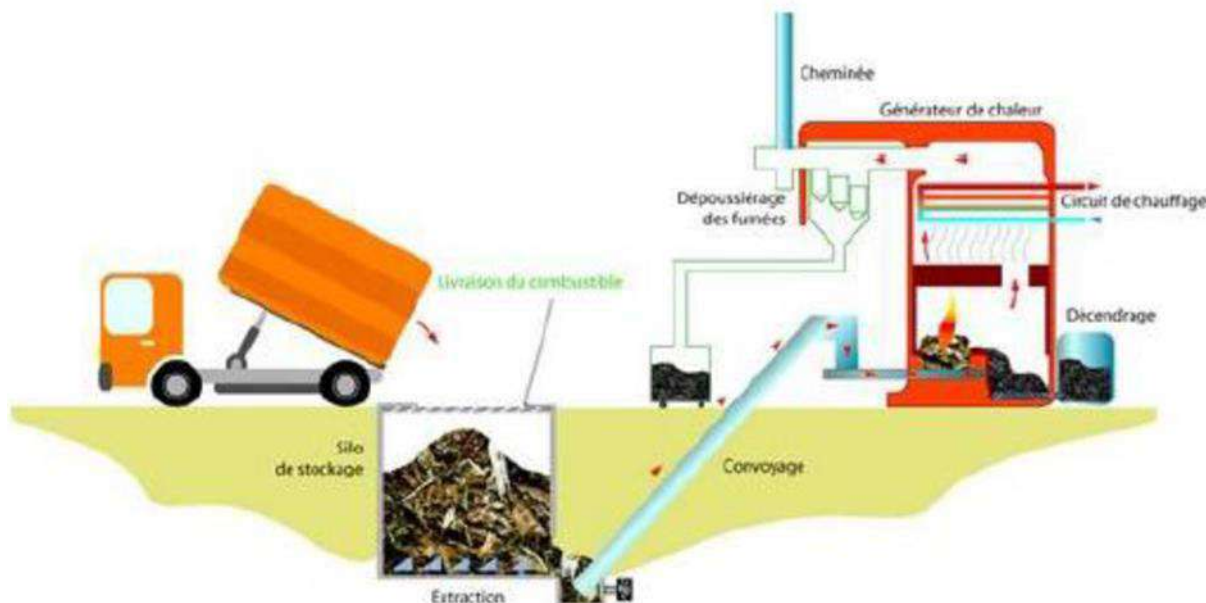 Cheminée
Générateur de chaleur
Dépoussiérage
des fumées
Circuit de chauffage
Livraison du combustible
Décendrage
Silo
de stockage
Convoyage
Extraction